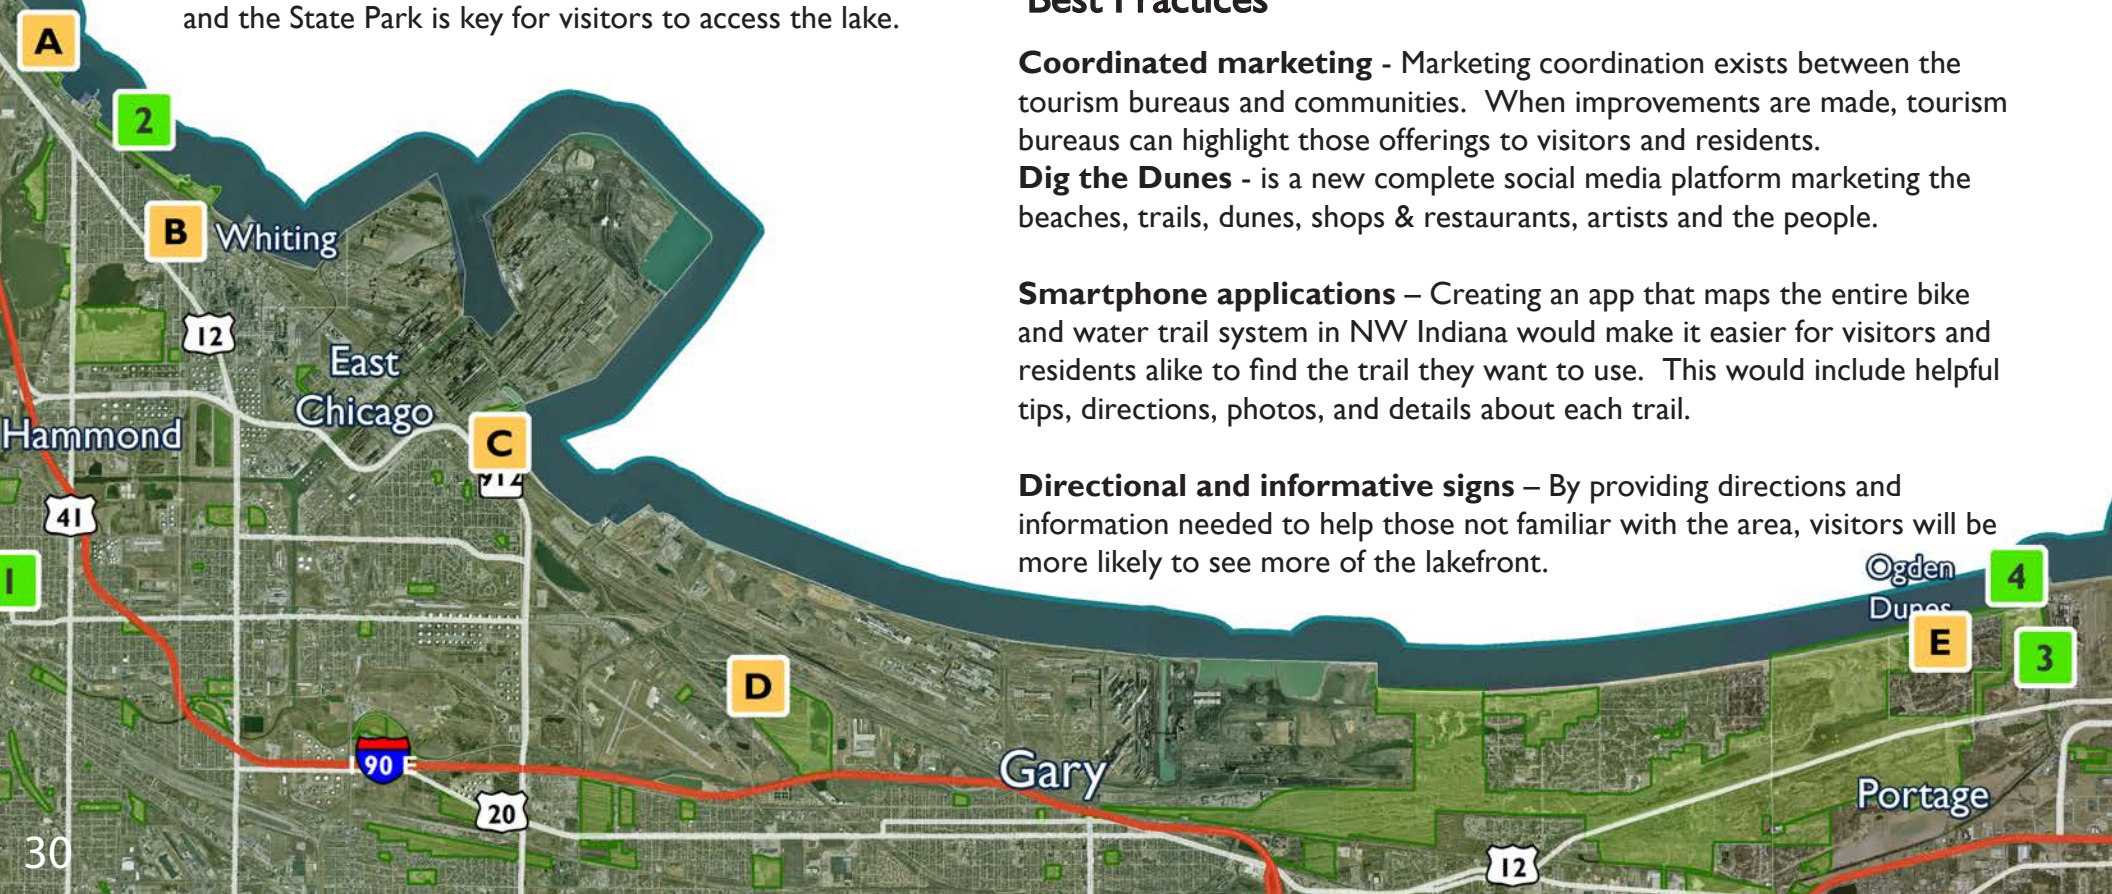 and the State Park is key for visitors to access the lake.
Best Practices
Coordinated marketing - Marketing coordination exists between the
tourism bureaus and communities.  When improvements are made, tourism
bureaus can highlight those offerings to visitors and residents.
Dig the Dunes - is a new complete social media platform marketing the
beaches, trails, dunes, shops & restaurants, artists and the people.
Smartphone applications – Creating an app that maps the entire bike
and water trail system in NW Indiana would make it easier for visitors and
residents alike to find the trail they want to use.  This would include helpful
tips, directions, photos, and details about each trail.
Directional and informative signs – By providing directions and
information needed to help those not familiar with the area, visitors will be
more likely to see more of the lakefront.
A
2
B
Whiting
12
East
Chicago
Hammond
C
912
41
1
Ogden
Dunes
4
E
3
D
90
E
Gary
20
Portage
12
30